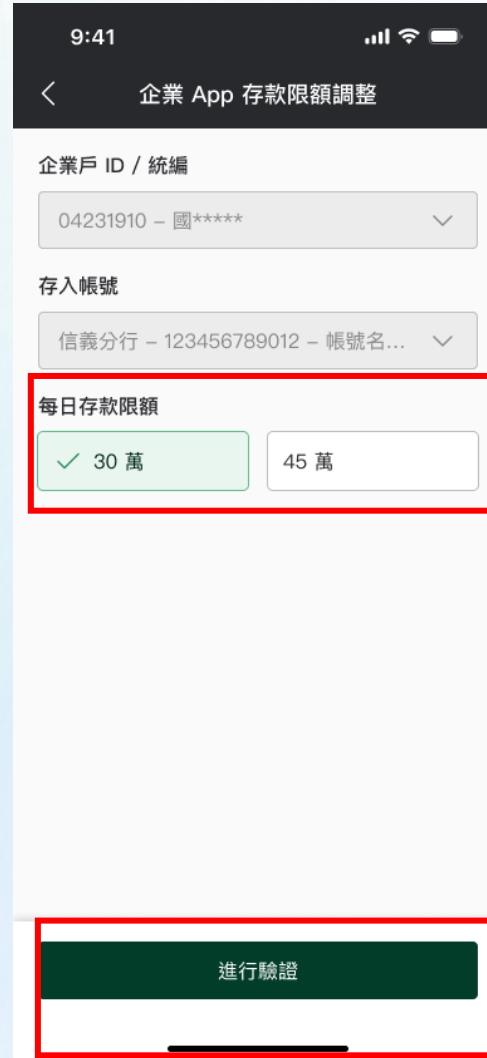 9:41
企業 App 存款限額調整
企業戶 ID / 統編
04231910 – 國*****
存入帳號
信義分行 – 123456789012 – 帳號名...
每日存款限額
30 萬
45 萬
進行驗證